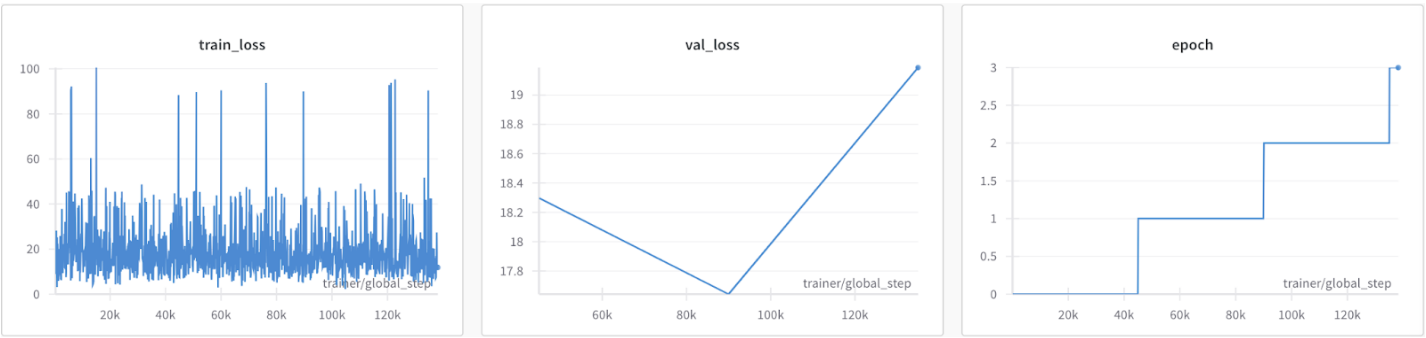 train_loss
100
80
60
40
20
0
trainer/global_step
20k 40k 60k 80k 100k 120k
val_loss
19
18.8
18.6
18.4
18.2
18
17.8
trainer/global_step
60k 80k 100k 120k
epoch
3
2.5
2
1.5
1
0.5
0
trainer/global_step
20k 40k 60k 80k 100k 120k